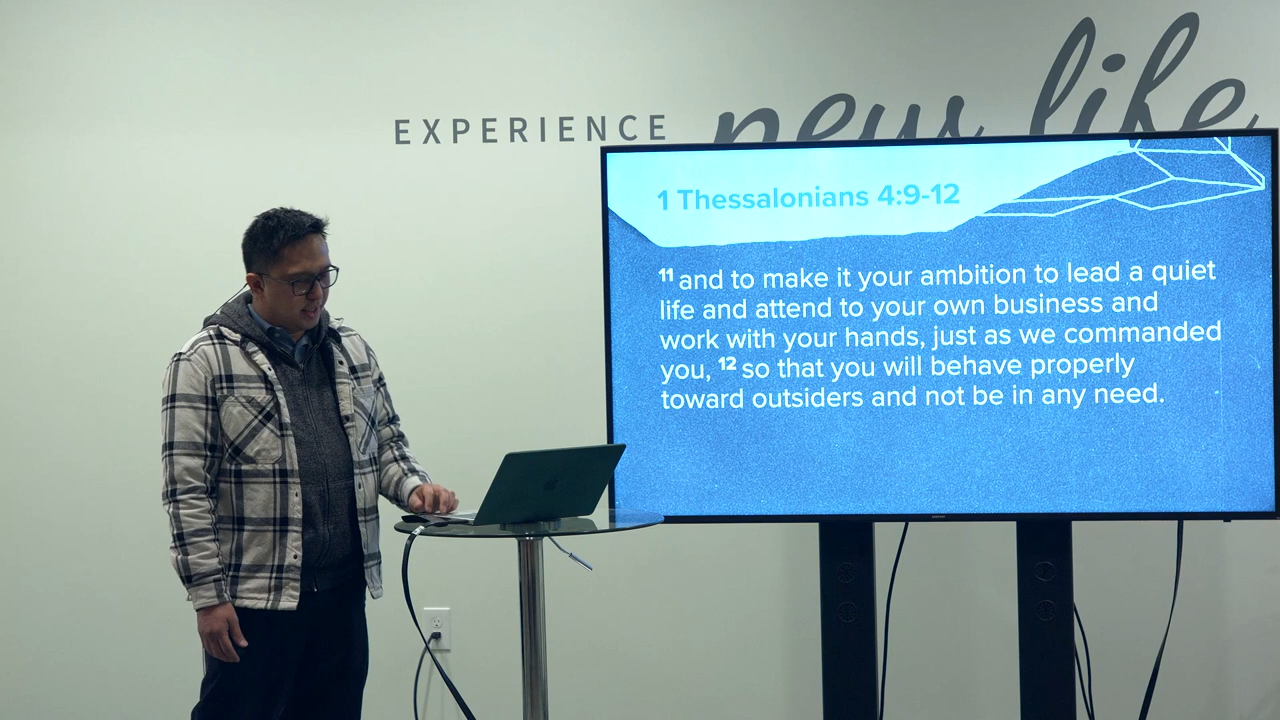 EXPERIENCE new life
1 Thessalonians 4:9-12
11 and to make it your ambition to lead a quiet
life and attend to your own business and
work with your hands, just as we commanded
you, 12 so that you will behave properly
toward outsiders and not be in any need.
SAMSUNG